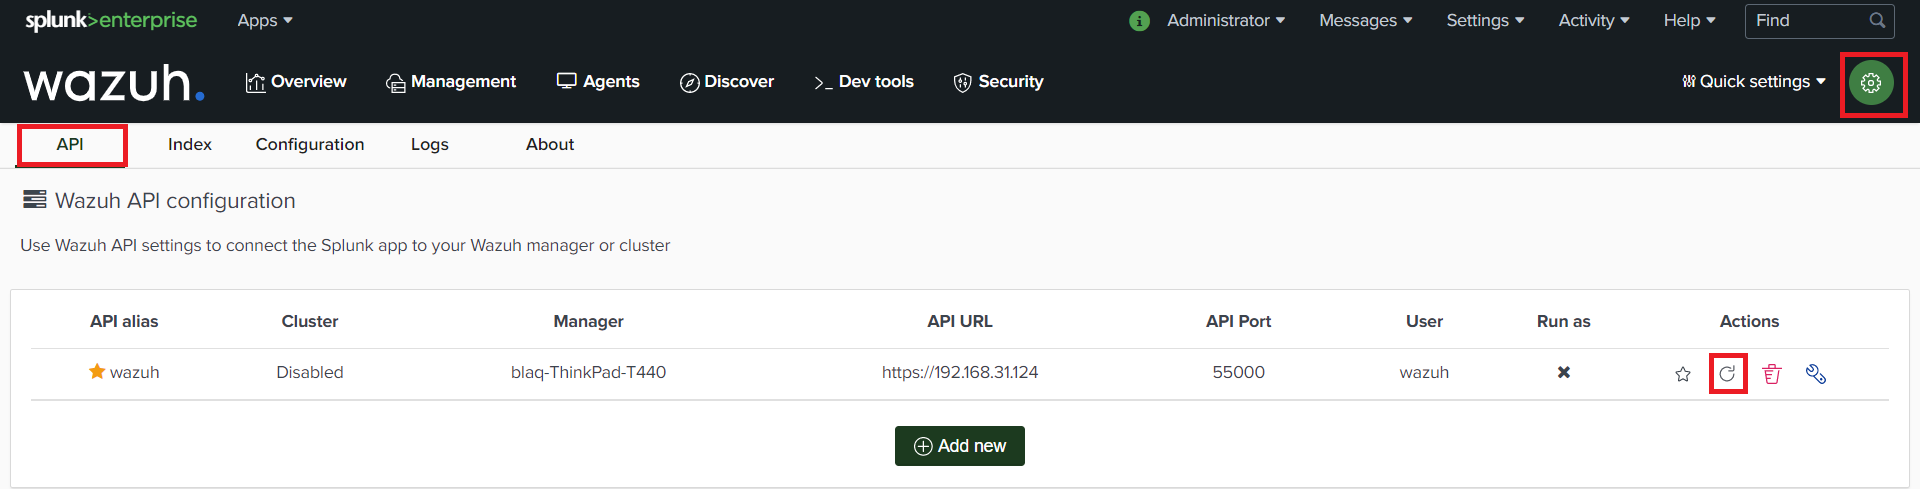 splunk>enterprise Apps Administrator Messages Settings Activity Help Find
wazuh. Overview Management Agents Discover >_ Dev tools Security Quick settings
API Index Configuration Logs About
Wazuh API configuration
Use Wazuh API settings to connect the Splunk app to your Wazuh manager or cluster
API alias Cluster Manager API URL API Port User Run as Actions
wazuh Disabled blaq-ThinkPad-T440 https://192.168.31.124 55000 wazuh
Add new